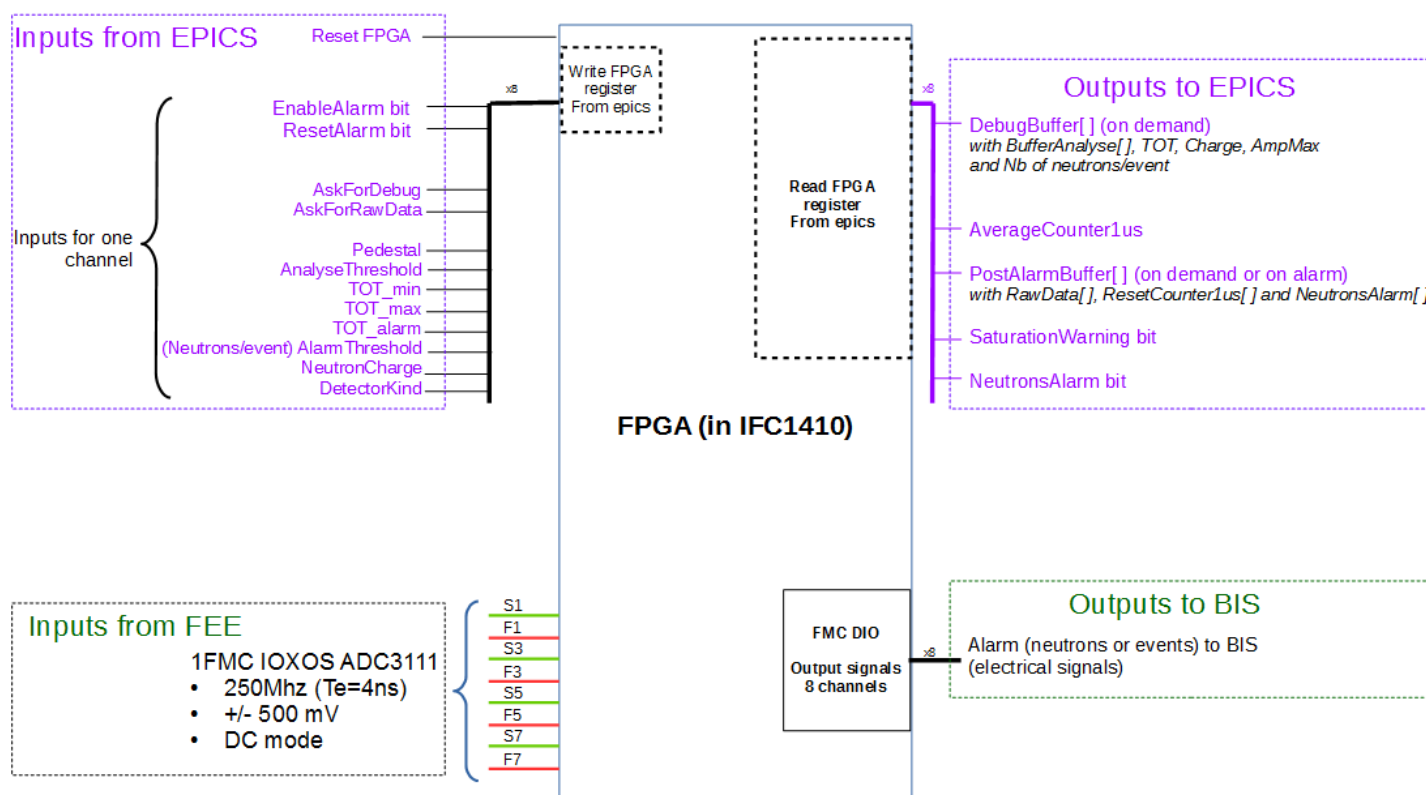 Inputs from EPICS
Reset FPGA
EnableAlarm bit
ResetAlarm bit
AskForDebug
AskForRawData
Inputs for one
channel
Pedestal
AnalyseThreshold
TOT_min
TOT_max
TOT_alarm
(Neutrons/event) AlarmThreshold
NeutronCharge
DetectorKind
x8
Write FPGA
register
From epics
Read FPGA
register
From epics
x8
Outputs to EPICS
DebugBuffer[ ] (on demand)
with BufferAnalyse[ ], TOT, Charge, AmpMax
and Nb of neutrons/event
AverageCounter1us
PostAlarmBuffer[ ] (on demand or on alarm)
with RawData[ ], ResetCounter1us[ ] and NeutronsAlarm[ ]
SaturationWarning bit
NeutronsAlarm bit
FPGA (in IFC1410)
Inputs from FEE
1FMC IOXOS ADC3111
• 250Mhz (Te=4ns)
• +/- 500 mV
• DC mode
S1
F1
S3
F3
S5
F5
S7
F7
FMC DIO
Output signals
8 channels
x8
Outputs to BIS
Alarm (neutrons or events) to BIS
(electrical signals)